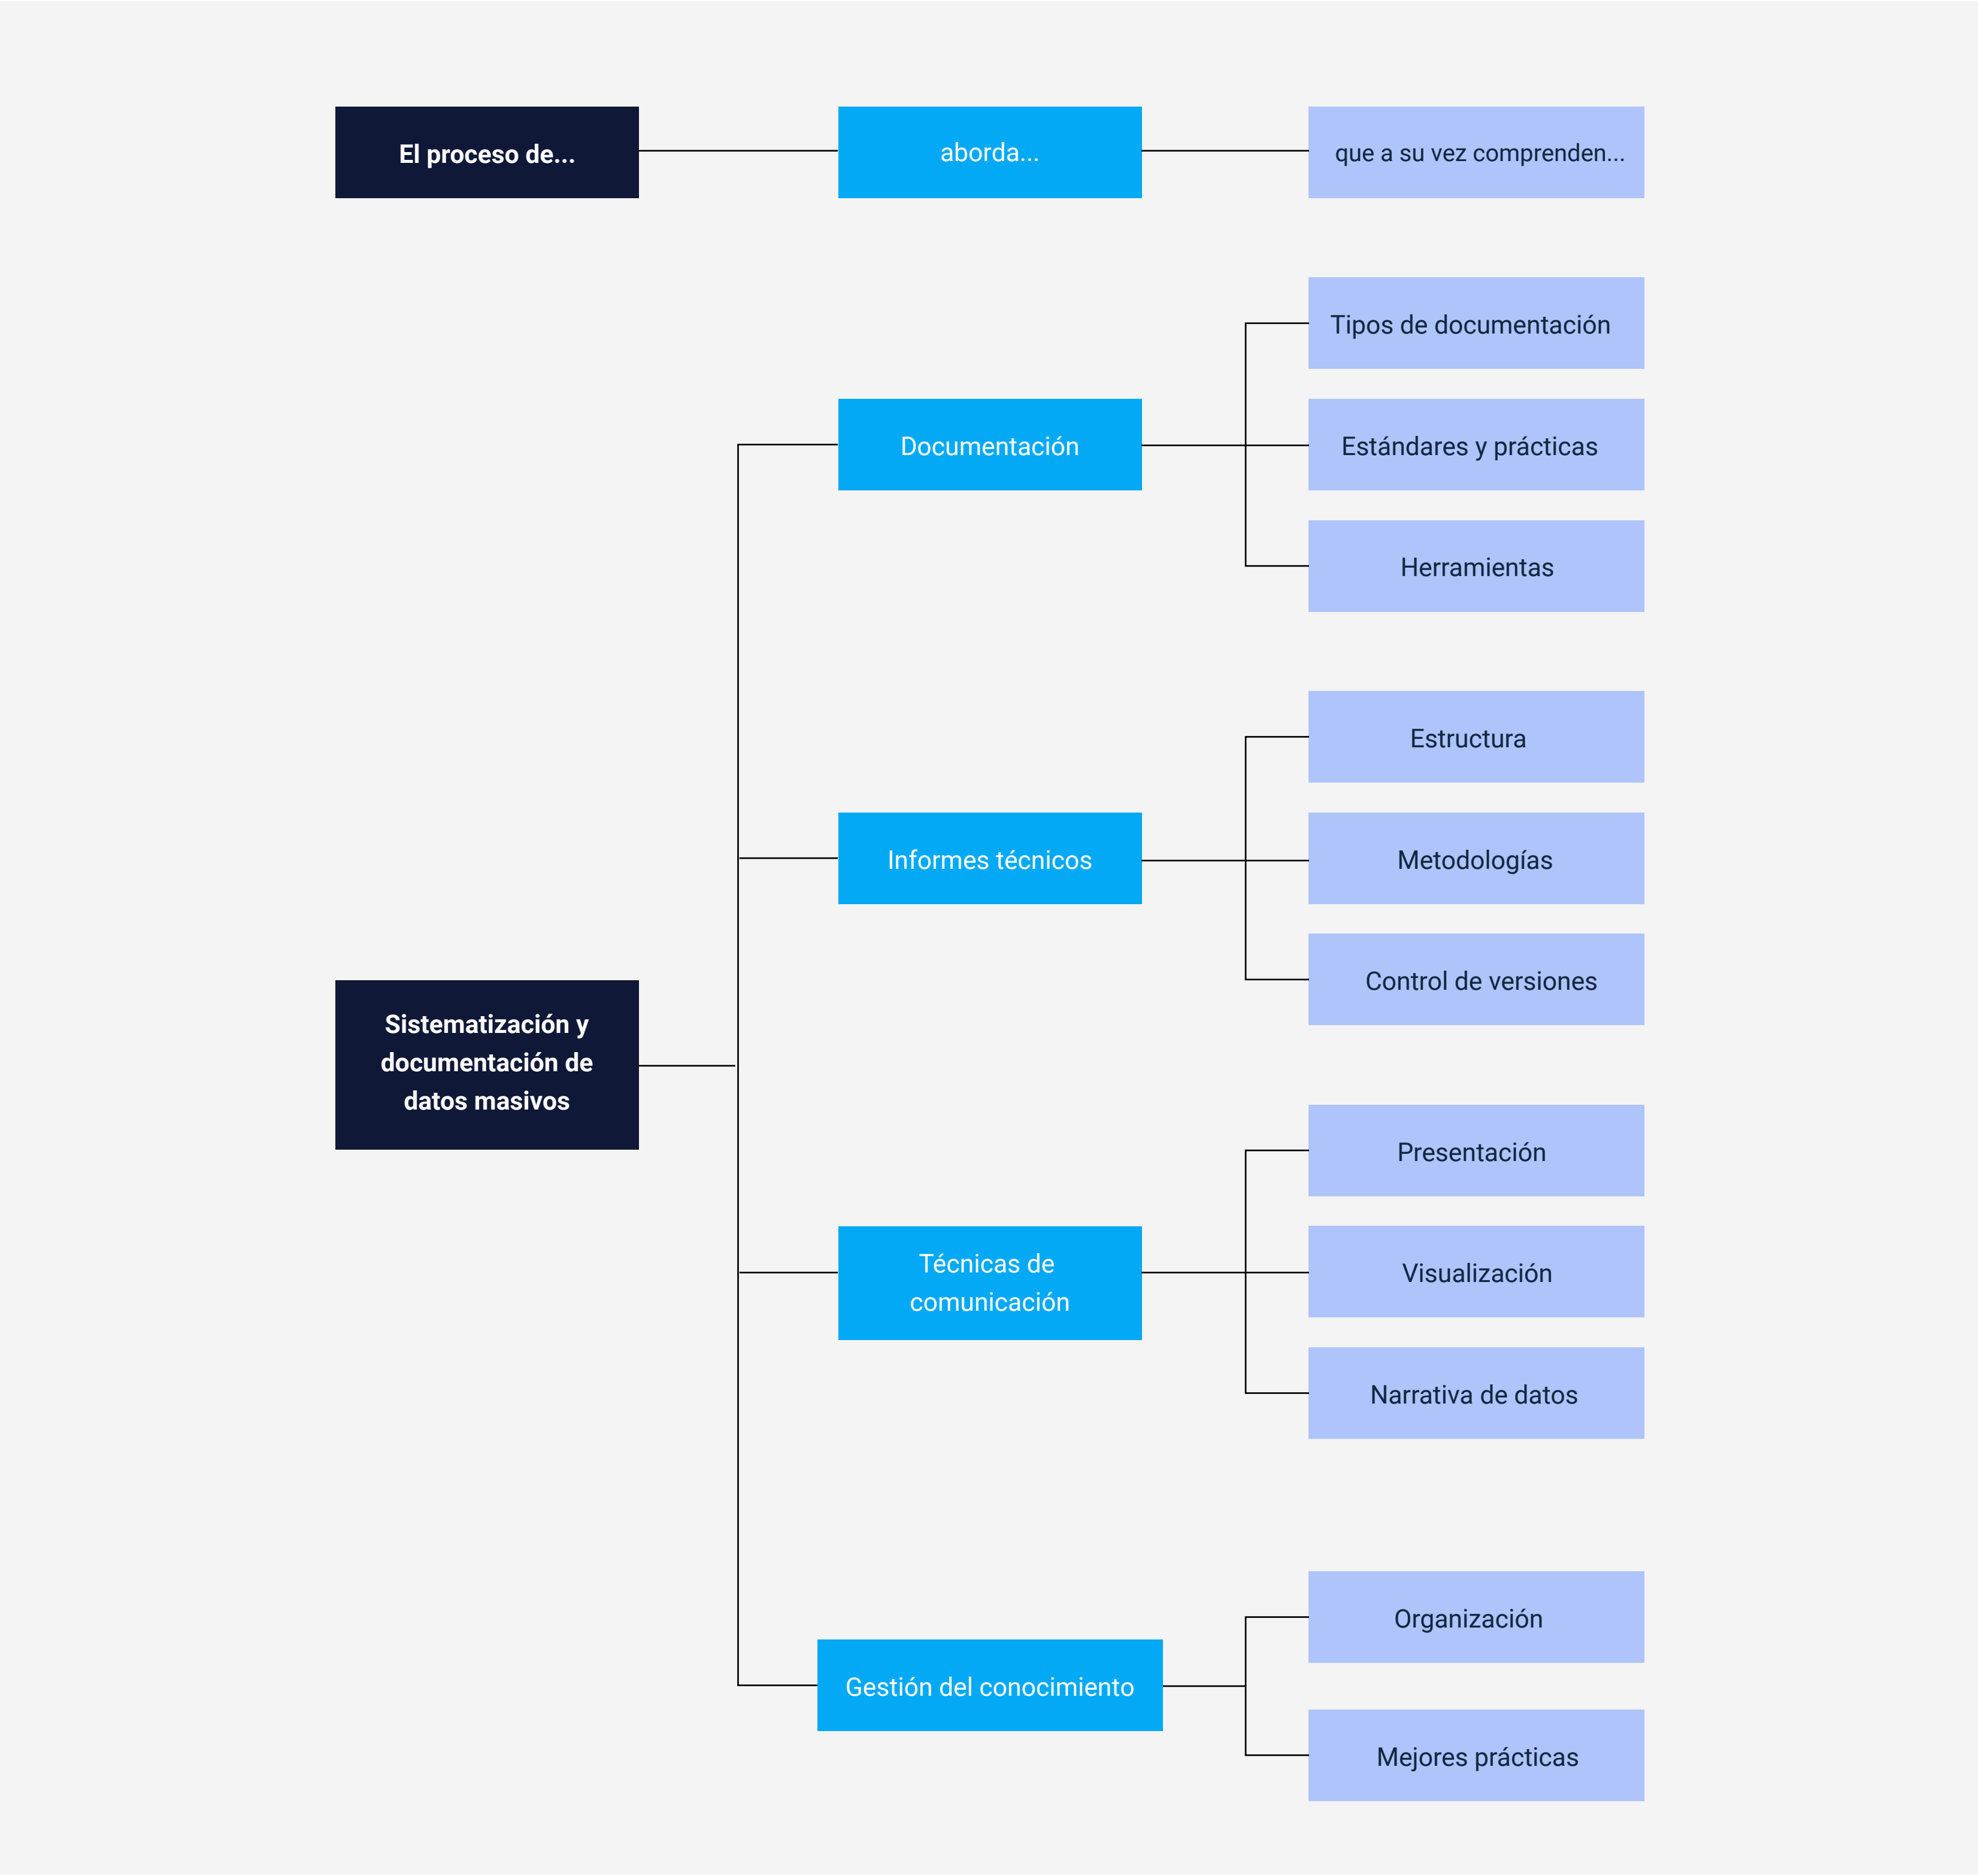 El proceso de...
aborda...
que a su vez comprenden...
Sistematización y
documentación de
datos masivos
Documentación
Tipos de documentación
Estándares y prácticas
Herramientas
Informes técnicos
Estructura
Metodologías
Control de versiones
Técnicas de
comunicación
Presentación
Visualización
Narrativa de datos
Gestión del conocimiento
Organización
Mejores prácticas